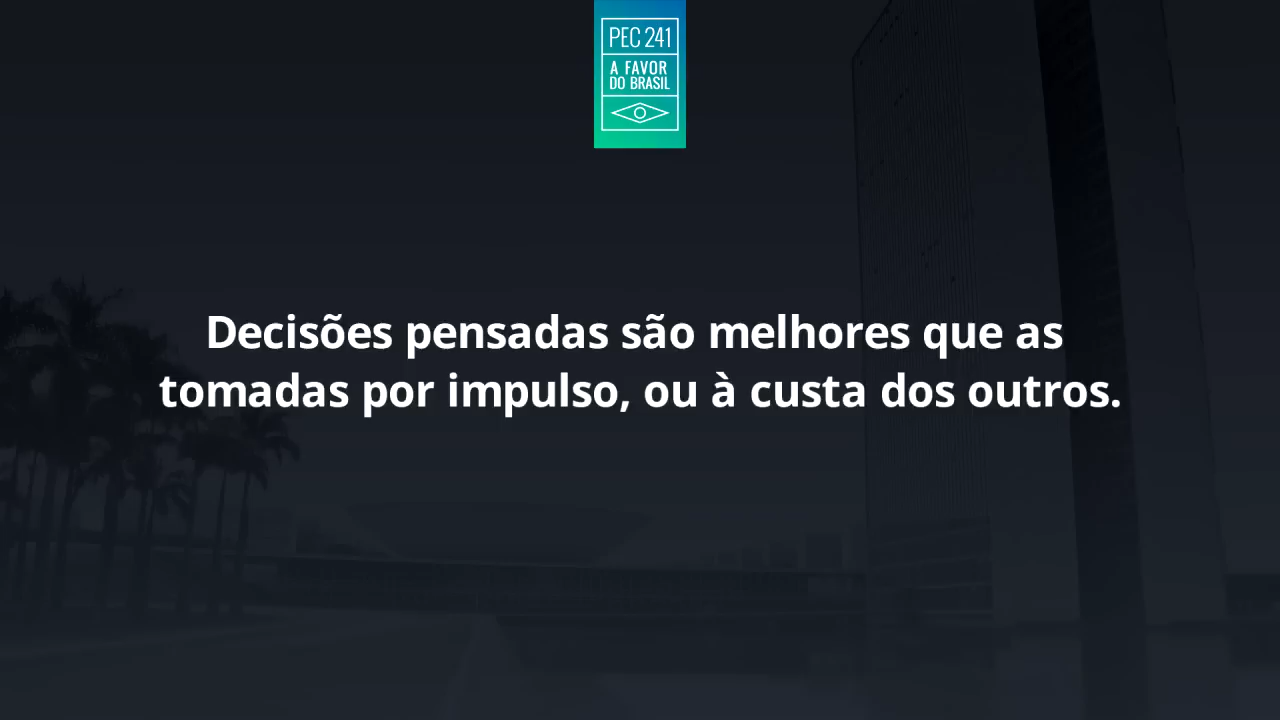 PEC 241
A FAVOR
DO BRASIL
Decisões pensadas são melhores que as
tomadas por impulso, ou à custa dos outros.